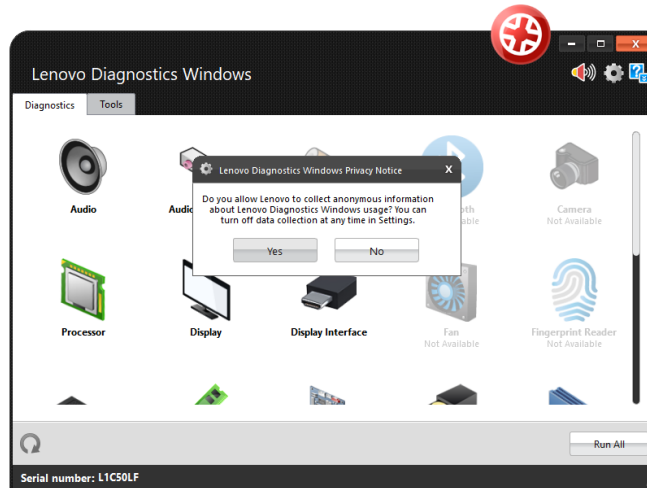 Lenovo Diagnostics Windows
Diagnostics
Tools
Lenovo Diagnostics Windows Privacy Notice
X
Do you allow Lenovo to collect anonymous information
about Lenovo Diagnostics Windows usage? You can
turn off data collection at any time in Settings.
Yes
No
Audio
Camera
Not Available
Processor
Display
Display Interface
Fan
Not Available
Fingerprint Reader
Not Available
Run All
Serial number: L1C50LF